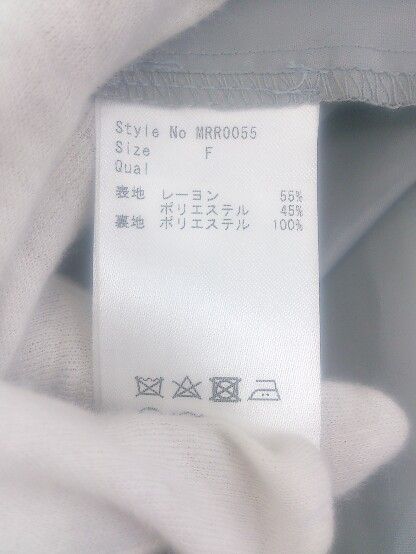 Style No MRR0055
Size F
Qual
表地 レーヨン 55%
ポリエステル 45%
裏地 ポリエステル 100%